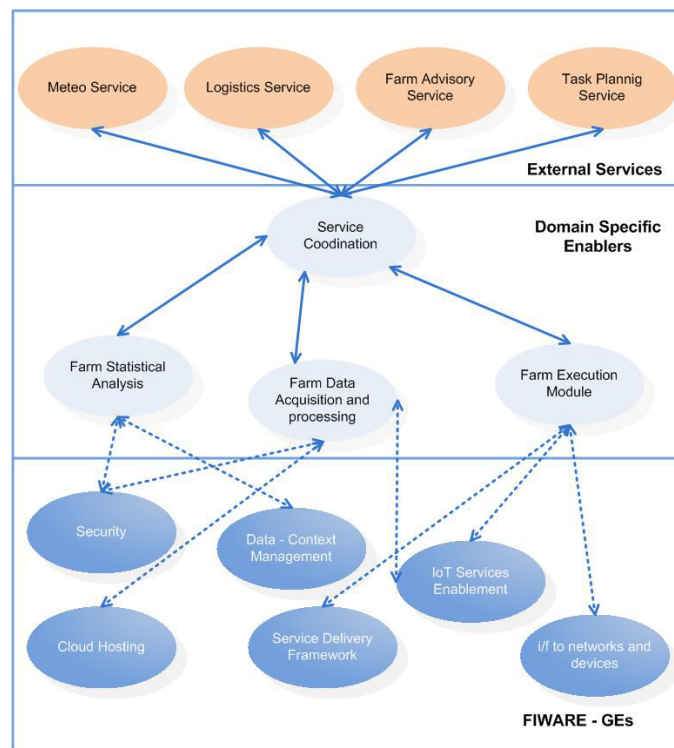 Meteo Service
Logistics Service
Farm Advisory
Service
Task Plannig
Service
External Services
Service
Coodination
Domain Specific
Enablers
Farm Statistical
Analysis
Farm Data
Acquisition and
processing
Farm Execution
Module
Security
Data - Context
Management
IoT Services
Enablement
Cloud Hosting
Service Delivery
Framework
i/f to networks and
devices
FIWARE - GEs